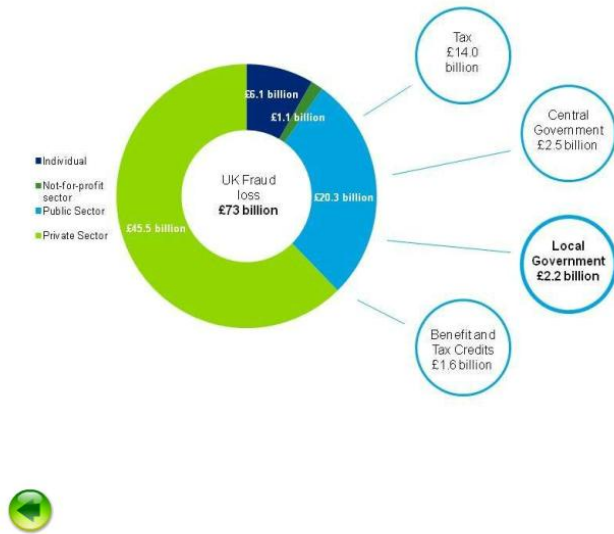 Tax
£14.0
billion
Central
Government
£2.5 billion
Local
Government
£2.2 billion
Benefit and
Tax Credits
£1.6 billion
£6.1 billion
£1.1 billion
£20.3 billion
£45.5 billion
UK Fraud
loss
£73 billion
Individual
Not-for-profit
sector
Public Sector
Private Sector